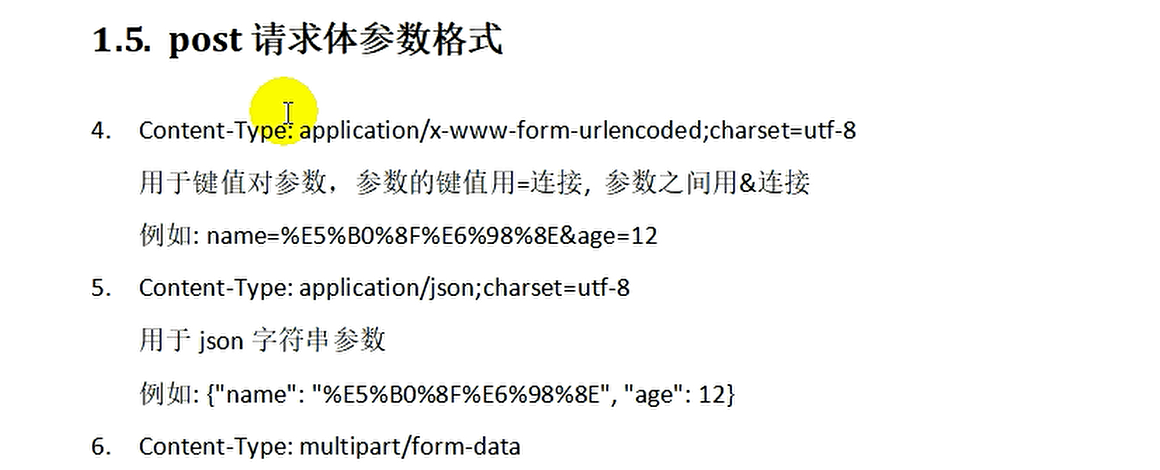 1.5. post 请求体参数格式
4. Content-Type: application/x-www-form-urlencoded;charset=utf-8
用于键值对参数，参数的键值用=连接, 参数之间用&连接
例如: name=%E5%B0%8F%E6%98%8E&age=12
5. Content-Type: application/json;charset=utf-8
用于 json 字符串参数
例如: {"name": "%E5%B0%8F%E6%98%8E", "age": 12}
6. Content-Type: multipart/form-data